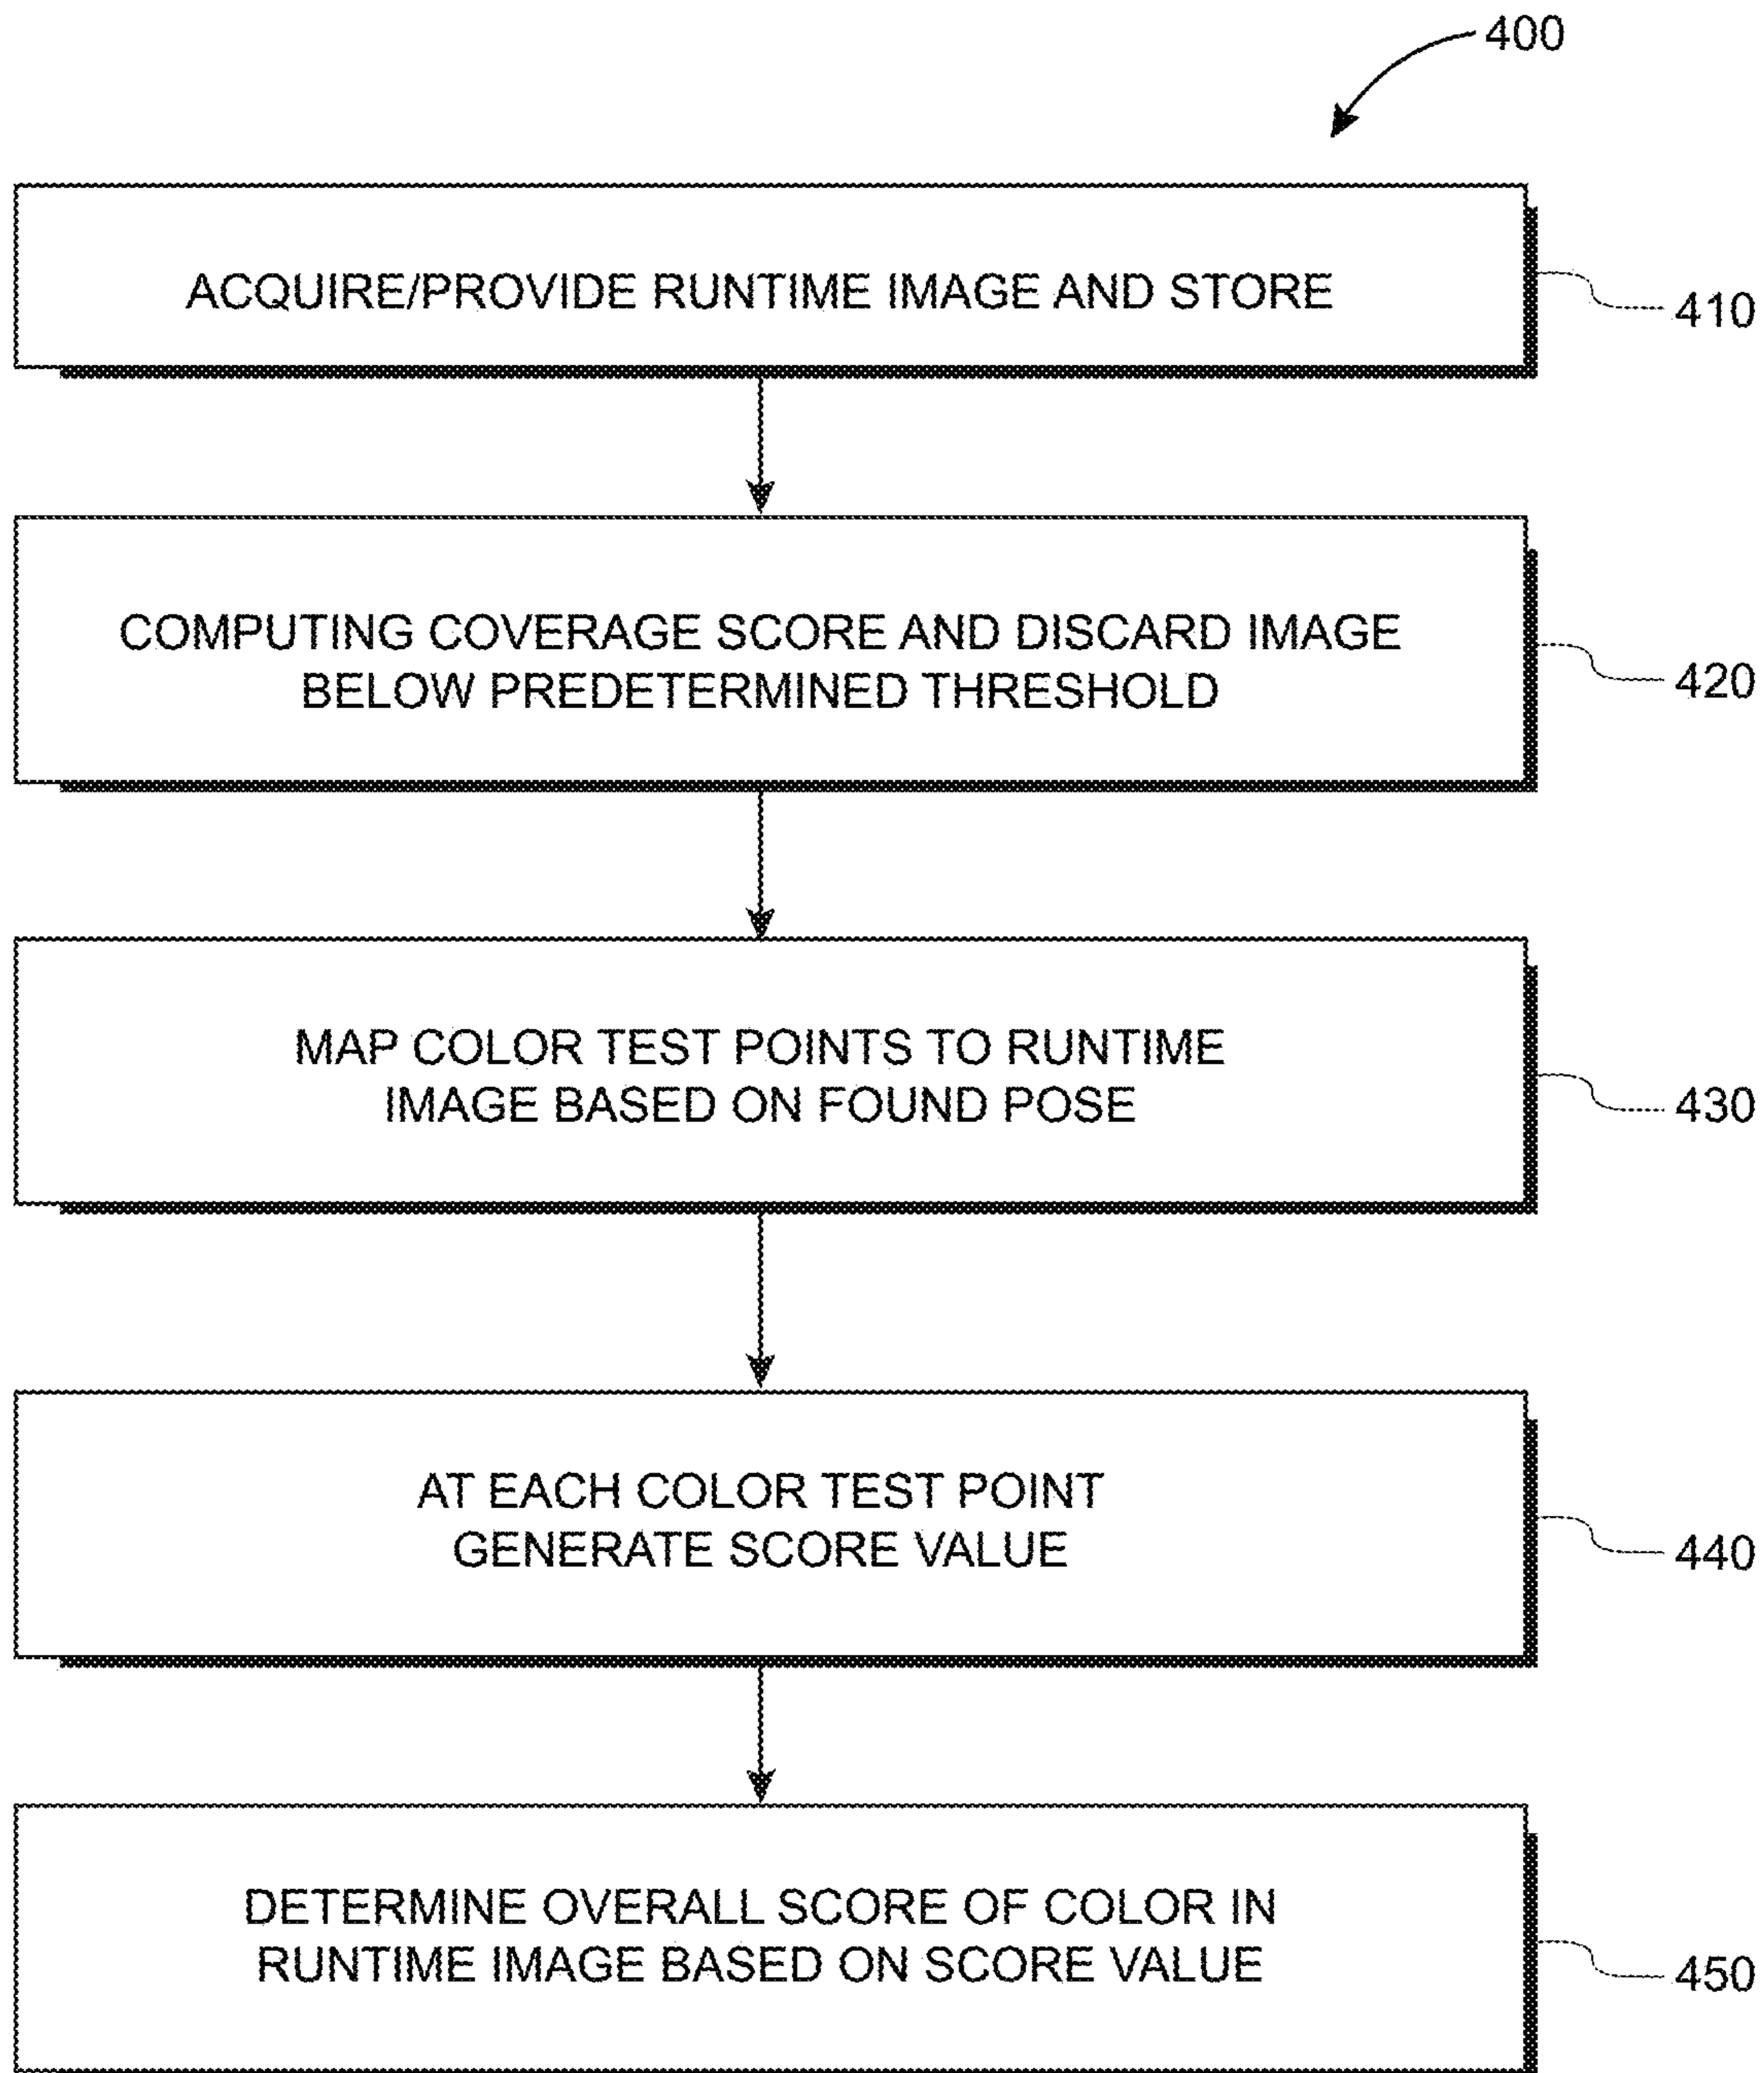 400
ACQUIRE/PROVIDE RUNTIME IMAGE AND STORE
410
COMPUTING COVERAGE SCORE AND DISCARD IMAGE
BELOW PREDETERMINED THRESHOLD
420
MAP COLOR TEST POINTS TO RUNTIME
IMAGE BASED ON FOUND POSE
430
AT EACH COLOR TEST POINT
GENERATE SCORE VALUE
440
DETERMINE OVERALL SCORE OF COLOR IN
RUNTIME IMAGE BASED ON SCORE VALUE
450